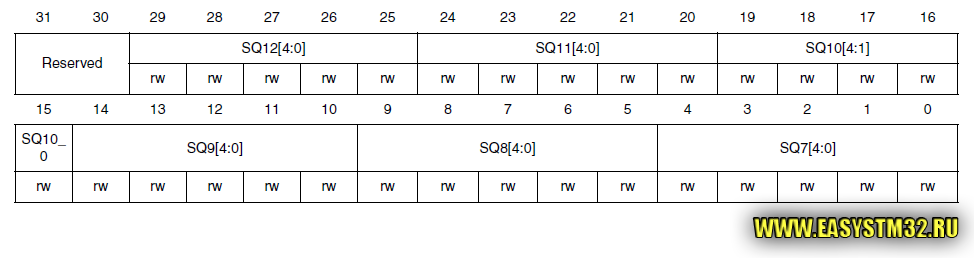 31 30 29 28 27 26 25 24 23 22 21 20 19 18 17 16
Reserved SQ12[4:0] SQ11[4:0] SQ10[4:1]
rw rw rw rw rw rw rw rw rw rw rw rw rw rw
15 14 13 12 11 10 9 8 7 6 5 4 3 2 1 0
SQ10_
0 SQ9[4:0] SQ8[4:0] SQ7[4:0]
rw rw rw rw rw rw rw rw rw rw rw rw rw rw rw rw
WWW.EASYSTM32.RU